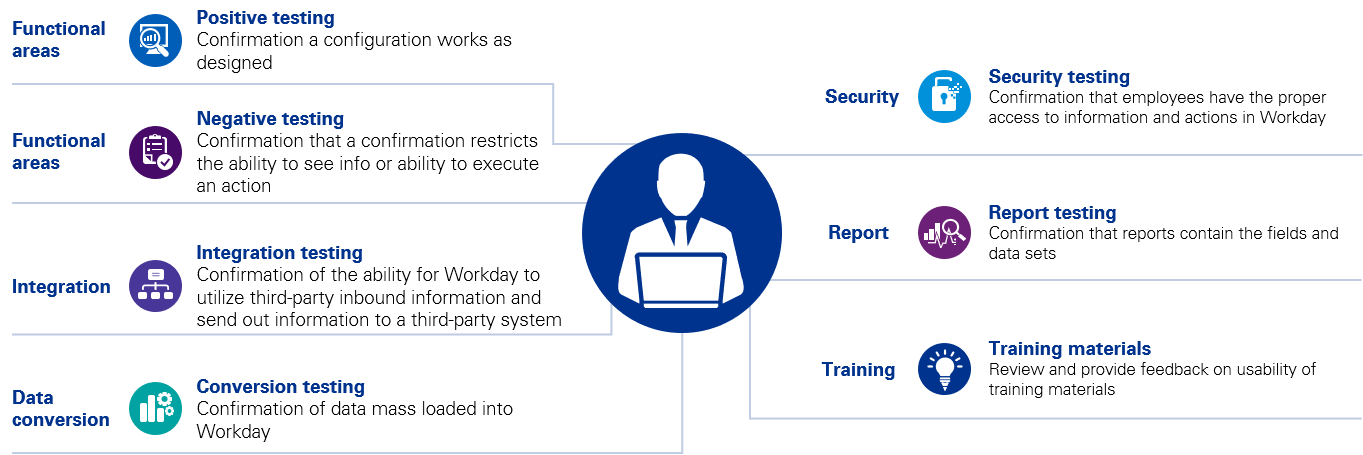 Functional
areas
Positive testing
Confirmation a configuration works as
designed
Functional
areas
Negative testing
Confirmation that a confirmation restricts
the ability to see info or ability to execute
an action
Integration
Integration testing
Confirmation of the ability for Workday to
utilize third-party inbound information and
send out information to a third-party system
Data
conversion
Conversion testing
Confirmation of data mass loaded into
Workday
Security
Security testing
Confirmation that employees have the proper
access to information and actions in Workday
Report
Report testing
Confirmation that reports contain the fields and
data sets
Training
Training materials
Review and provide feedback on usability of
training materials